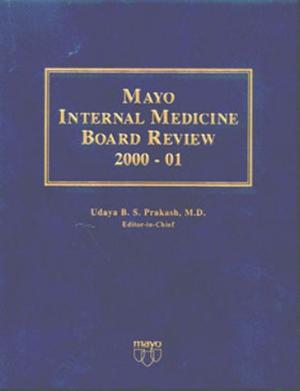 MAYO
INTERNAL MEDICINE
BOARD REVIEW
2000 - 01
Udaya B. S. Prakash, M.D.
Editor-in-Chief
mayo